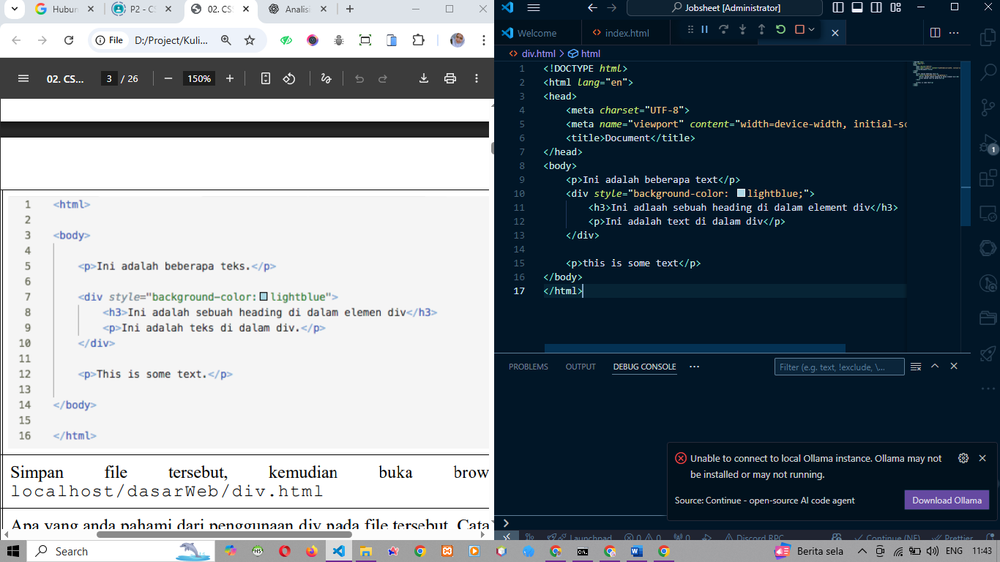 Hubun
P2 - CS
02. CS
Analisi
File
D:/Project/Kuli...
02. CS...
3 / 26
150%
1 <html>
2
3 <body>
4
5 <p>Ini adalah beberapa teks.</p>
6
7 <div style="background-color: lightblue">
8 <h3>Ini adalah sebuah heading di dalam elemen div</h3>
9 <p>Ini adalah teks di dalam div.</p>
10 </div>
11
12 <p>This is some text.</p>
13
14 </body>
15
16 </html>
Simpan file tersebut, kemudian buka brow
localhost/dasarWeb/div.html
Apa yang anda pahami dari penggunaan div pada file tersebut. Cata
Jobsheet [Administrator]
Welcome
index.html
div.html > html
1 <!DOCTYPE html>
2 <html lang="en">
3 <head>
4 <meta charset="UTF-8">
5 <meta name="viewport" content="width=device-width, initial-sc
6 <title>Document</title>
7 </head>
8 <body>
9 <p>Ini adalah beberapa text</p>
10 <div style="background-color: lightblue;">
11 <h3>Ini adlaah sebuah heading di dalam element div</h3>
12 <p>Ini adalah text di dalam div</p>
13 </div>
14
15 <p>this is some text</p>
16 </body>
17 </html>
1
PROBLEMS OUTPUT DEBUG CONSOLE ...
Filter (e.g. text, !exclude, \...
Unable to connect to local Ollama instance. Ollama may not
be installed or may not running.
Source: Continue - open-source AI code agent
Download Ollama
Launchpad 0 0 0 Discord RPC Continue (NE) Prettier
Search
Berita sela
ENG
11:43